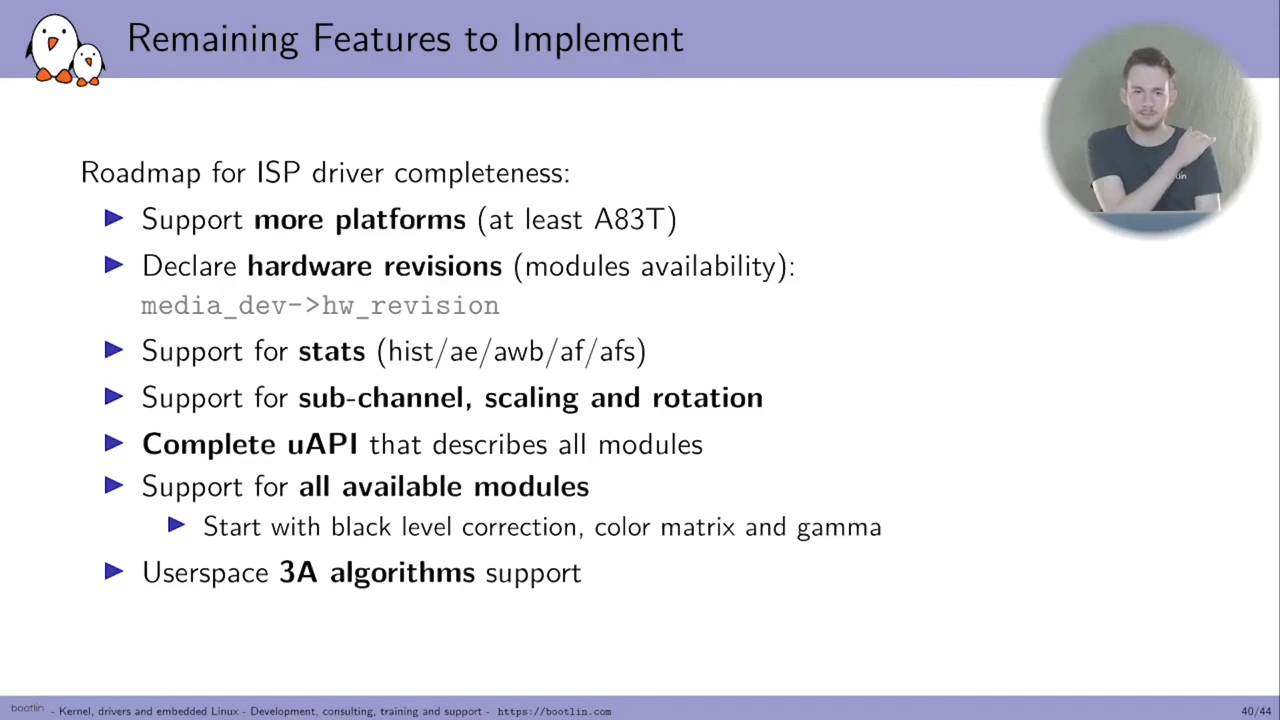 Remaining Features to Implement
Roadmap for ISP driver completeness:
Support more platforms (at least A83T)
Declare hardware revisions (modules availability):
media_dev->hw_revision
Support for stats (hist/ae/awb/af/afs)
Support for sub-channel, scaling and rotation
Complete uAPI that describes all modules
Support for all available modules
Start with black level correction, color matrix and gamma
Userspace 3A algorithms support
bootlin - Kernel, drivers and embedded Linux - Development, consulting, training and support - https://bootlin.com
40/44